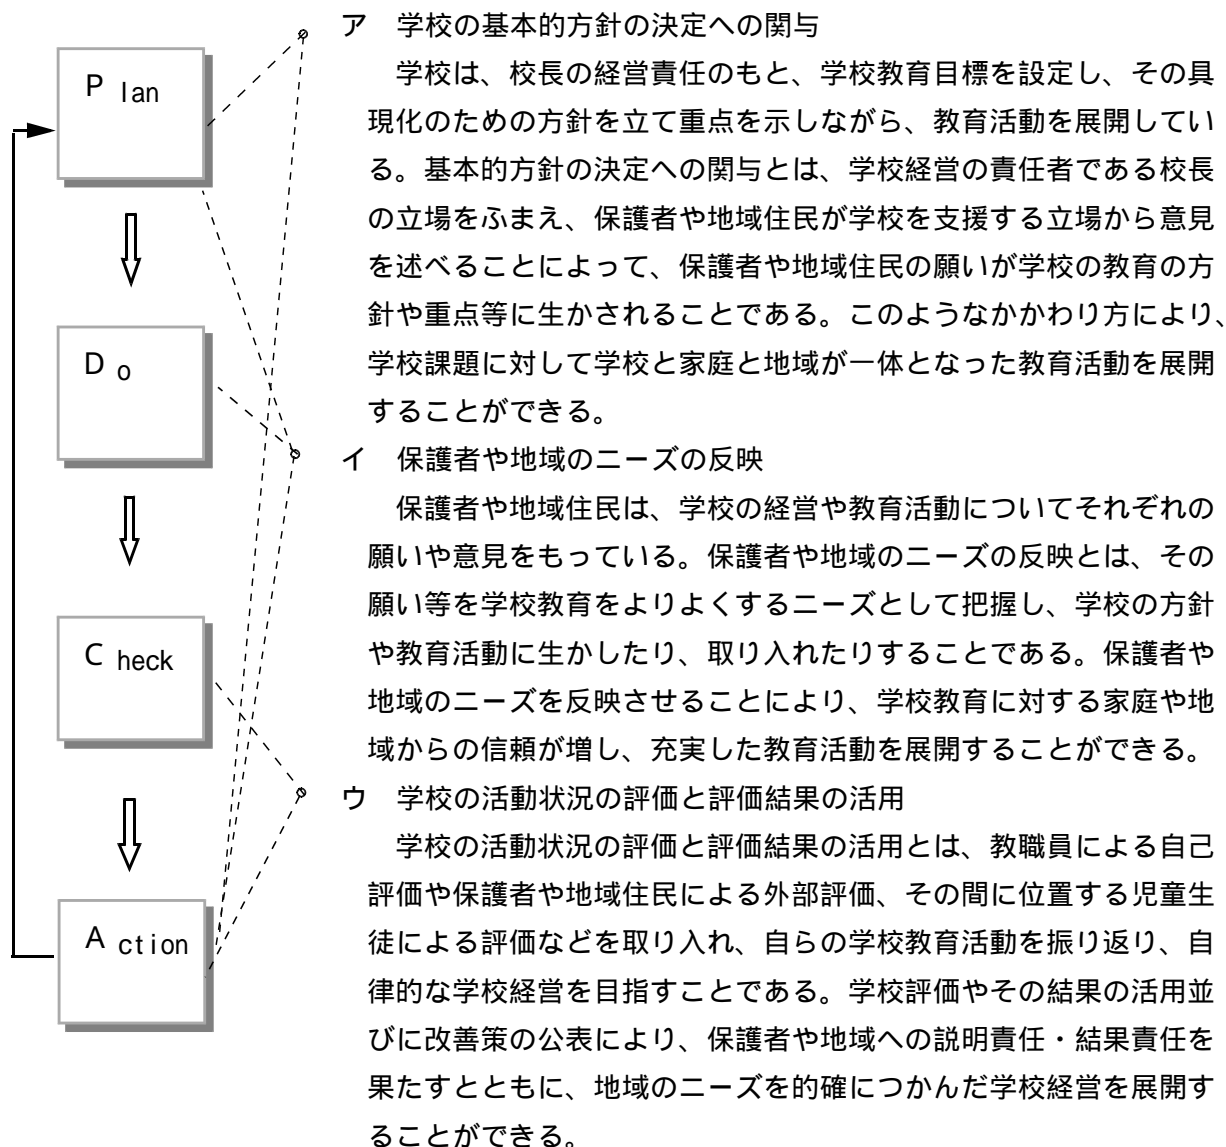 Plan
Do
Check
Action
ア　学校の基本的方針の決定への関与
学校は、校長の経営責任のもと、学校教育目標を設定し、その具
現化のための方針を立て重点を示しながら、教育活動を展開してい
る。基本的方針の決定への関与とは、学校経営の責任者である校長
の立場をふまえ、保護者や地域住民が学校を支援する立場から意見
を述べることによって、保護者や地域住民の願いが学校の教育の方
針や重点等に生かされることである。このようなかかわり方により、
学校課題に対して学校と家庭と地域が一体となった教育活動を展開
することができる。
イ　保護者や地域のニーズの反映
保護者や地域住民は、学校の経営や教育活動についてそれぞれの
願いや意見をもっている。保護者や地域のニーズの反映とは、その
願い等を学校教育をよりよくするニーズとして把握し、学校の方針
や教育活動に生かしたり、取り入れたりすることである。保護者や
地域のニーズを反映させることにより、学校教育に対する家庭や地
域からの信頼が増し、充実した教育活動を展開することができる。
ウ　学校の活動状況の評価と評価結果の活用
学校の活動状況の評価と評価結果の活用とは、教職員による自己
評価や保護者や地域住民による外部評価、その間に位置する児童生
徒による評価などを取り入れ、自らの学校教育活動を振り返り、自
律的な学校経営を目指すことである。学校評価やその結果の活用並
びに改善策の公表により、保護者や地域への説明責任・結果責任を
果たすとともに、地域のニーズを的確につかんだ学校経営を展開す
ることができる。